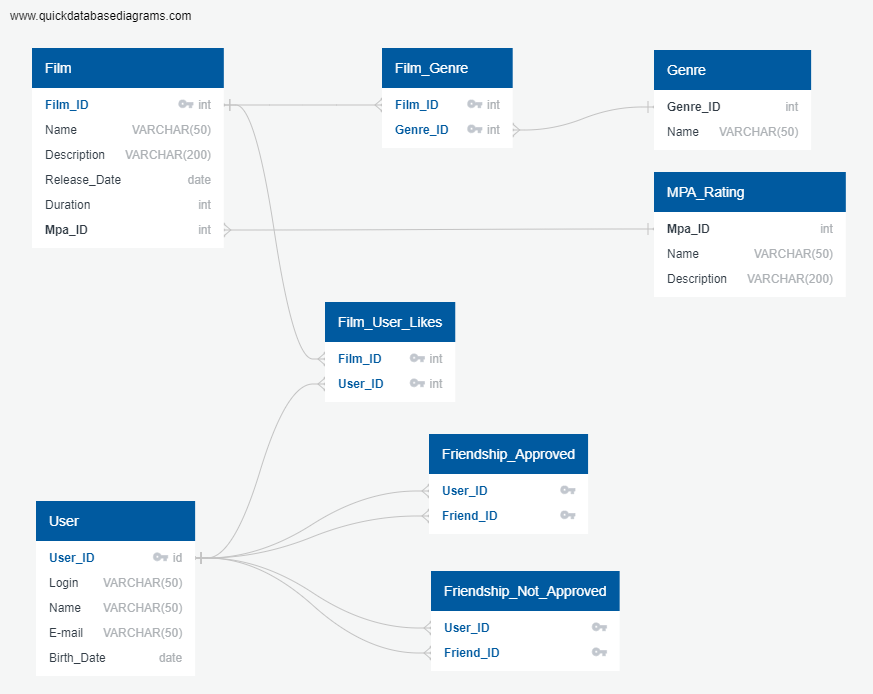 www.quickdatabasediagrams.com
Film
Film_ID int
Name VARCHAR(50)
Description VARCHAR(200)
Release_Date date
Duration int
Mpa_ID int
Film_Genre
Film_ID int
Genre_ID int
Genre
Genre_ID int
Name VARCHAR(50)
MPA_Rating
Mpa_ID int
Name VARCHAR(50)
Description VARCHAR(200)
Film_User_Likes
Film_ID int
User_ID int
Friendship_Approved
User_ID
Friend_ID
User
User_ID id
Login VARCHAR(50)
Name VARCHAR(50)
E-mail VARCHAR(50)
Birth_Date date
Friendship_Not_Approved
User_ID
Friend_ID